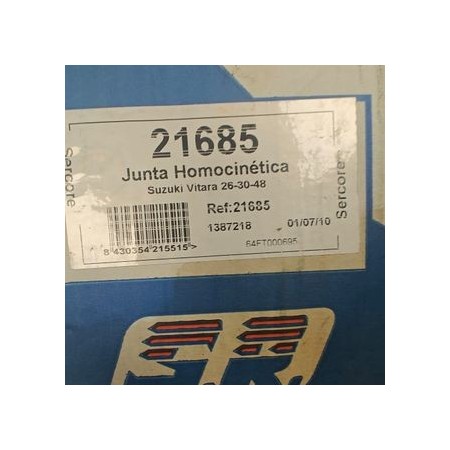 21685
Junta Homocinética
Suzuki Vitara 26-30-48
Ref:21685
1387218 01/07/10
8 430354 215515 >
64FT000695
Sercore
Sercore